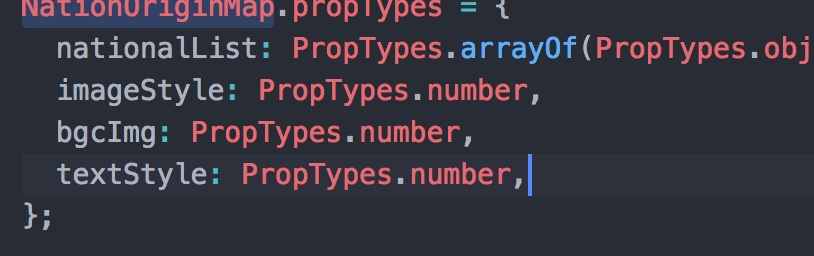 NationOriginMap.propTypes = {
nationalList: PropTypes.arrayOf(PropTypes.obj
imageStyle: PropTypes.number,
bgcImg: PropTypes.number,
textStyle: PropTypes.number,
};